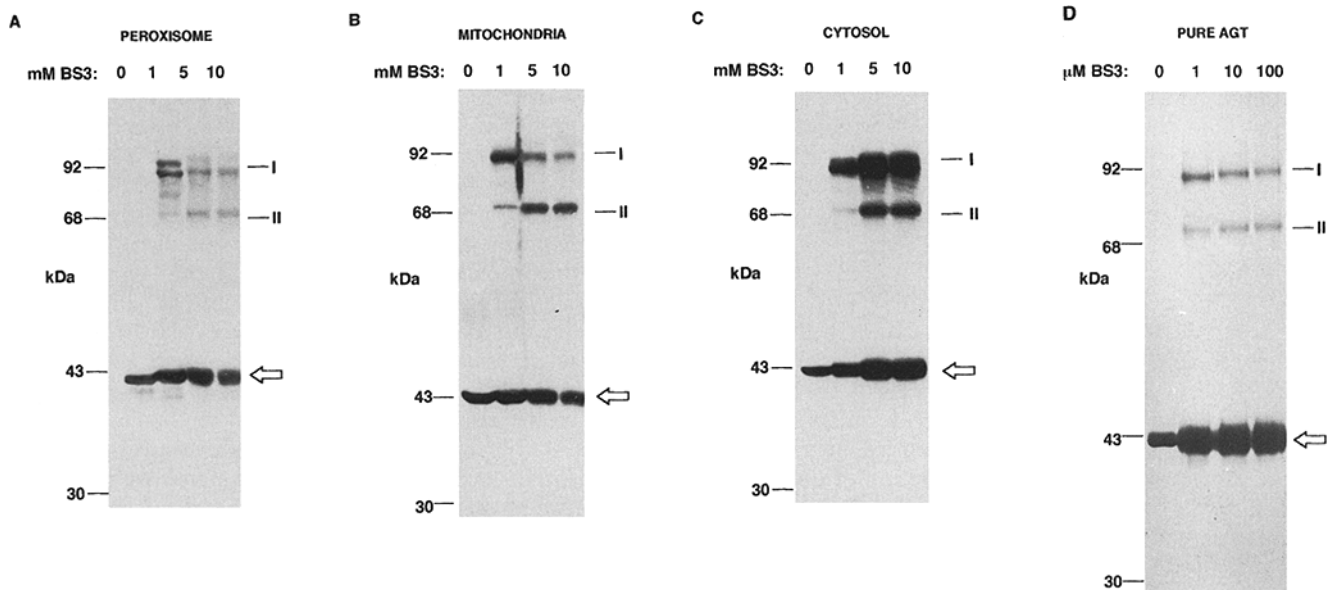 A
PEROXISOME
mM BS3: 0 1 5 10
92
I
68
II
kDa
43
30
B
MITOCHONDRIA
mM BS3: 0 1 5 10
92
I
68
II
kDa
43
30
C
CYTOSOL
mM BS3: 0 1 5 10
92
I
68
II
kDa
43
30
D
PURE AGT
μM BS3: 0 1 10 100
92
I
68
II
kDa
43
30